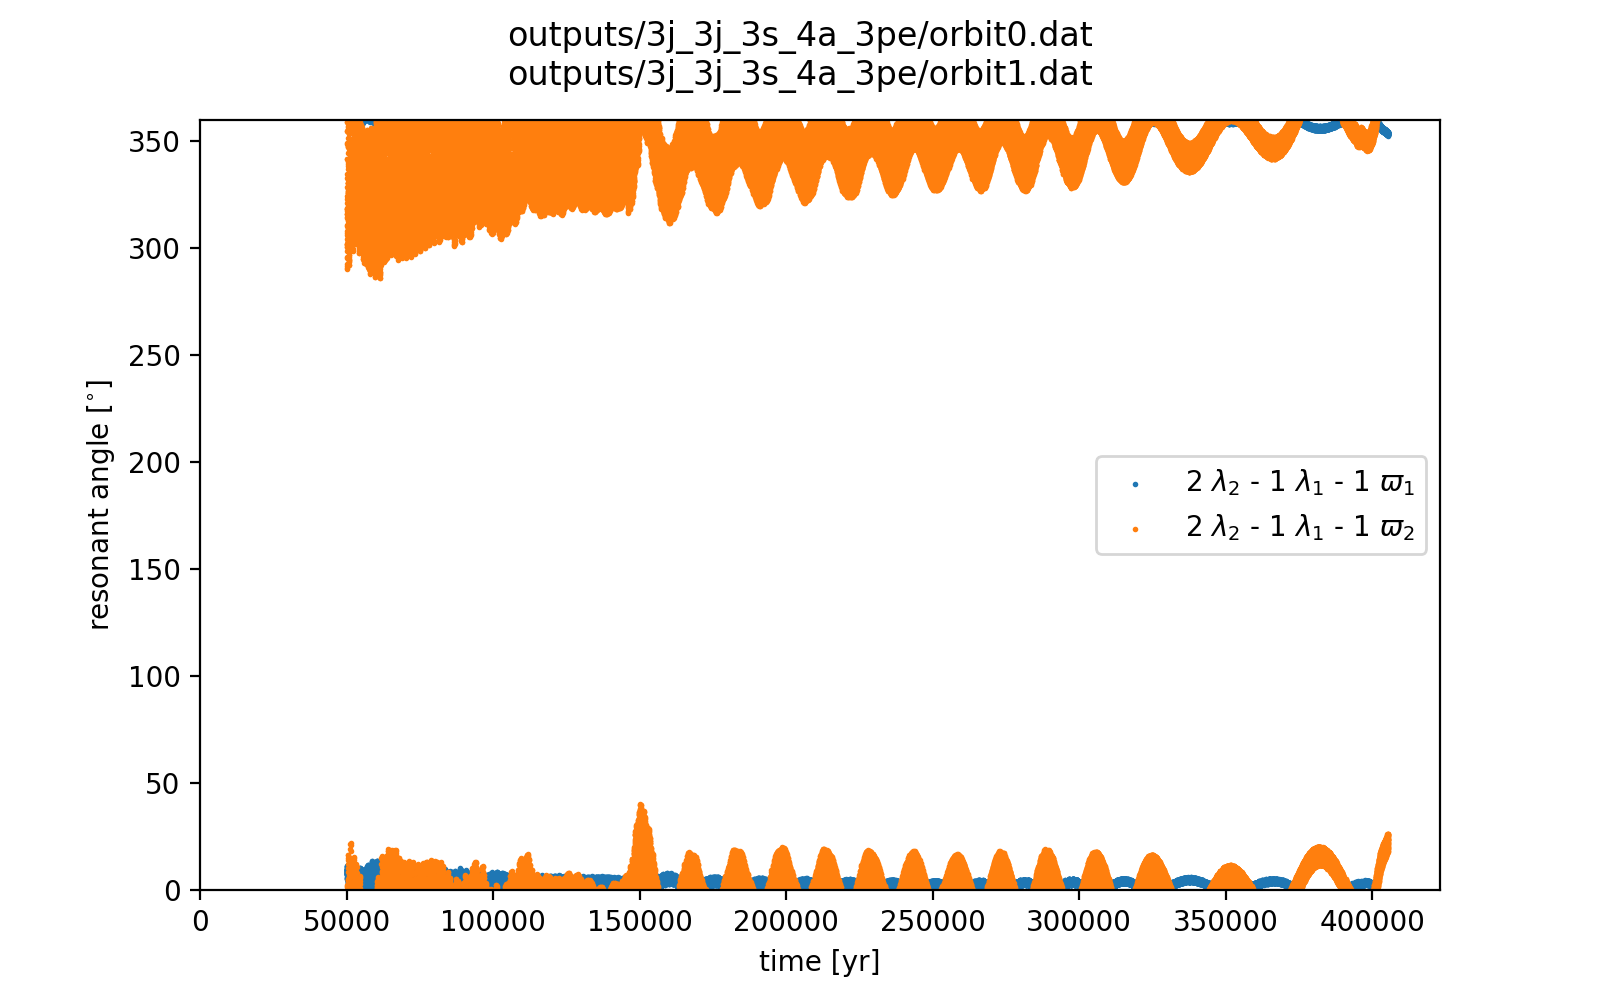 outputs/3j_3j_3s_4a_3pe/orbit0.dat
outputs/3j_3j_3s_4a_3pe/orbit1.dat
350
300
250
200
150
100
50
0
resonant angle [°]
2 λ₂ - 1 λ₁ - 1 ϖ₁
2 λ₂ - 1 λ₁ - 1 ϖ₂
0 50000 100000 150000 200000 250000 300000 350000 400000
time [yr]